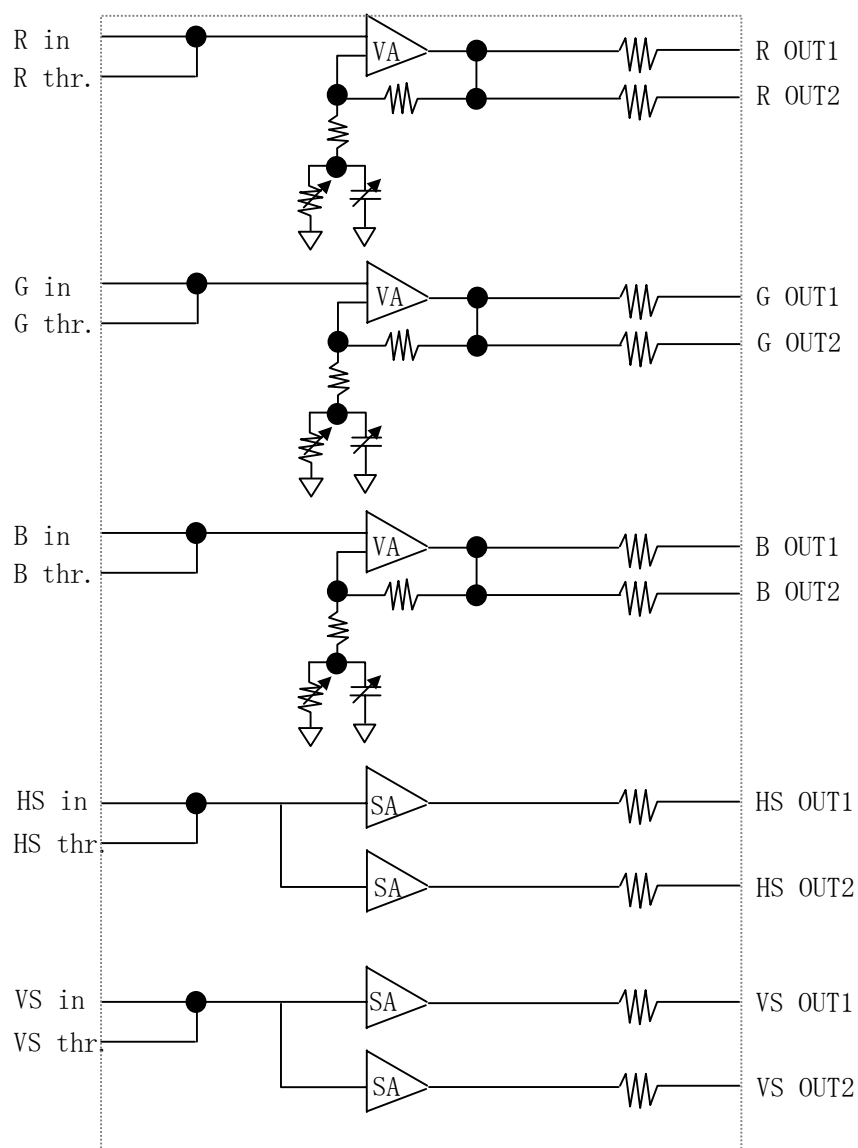 R in
R thr.
VA
R OUT1
R OUT2
G in
G thr.
VA
G OUT1
G OUT2
B in
B thr.
VA
B OUT1
B OUT2
HS in
HS thr.
SA
SA
HS OUT1
HS OUT2
VS in
VS thr.
SA
SA
VS OUT1
VS OUT2